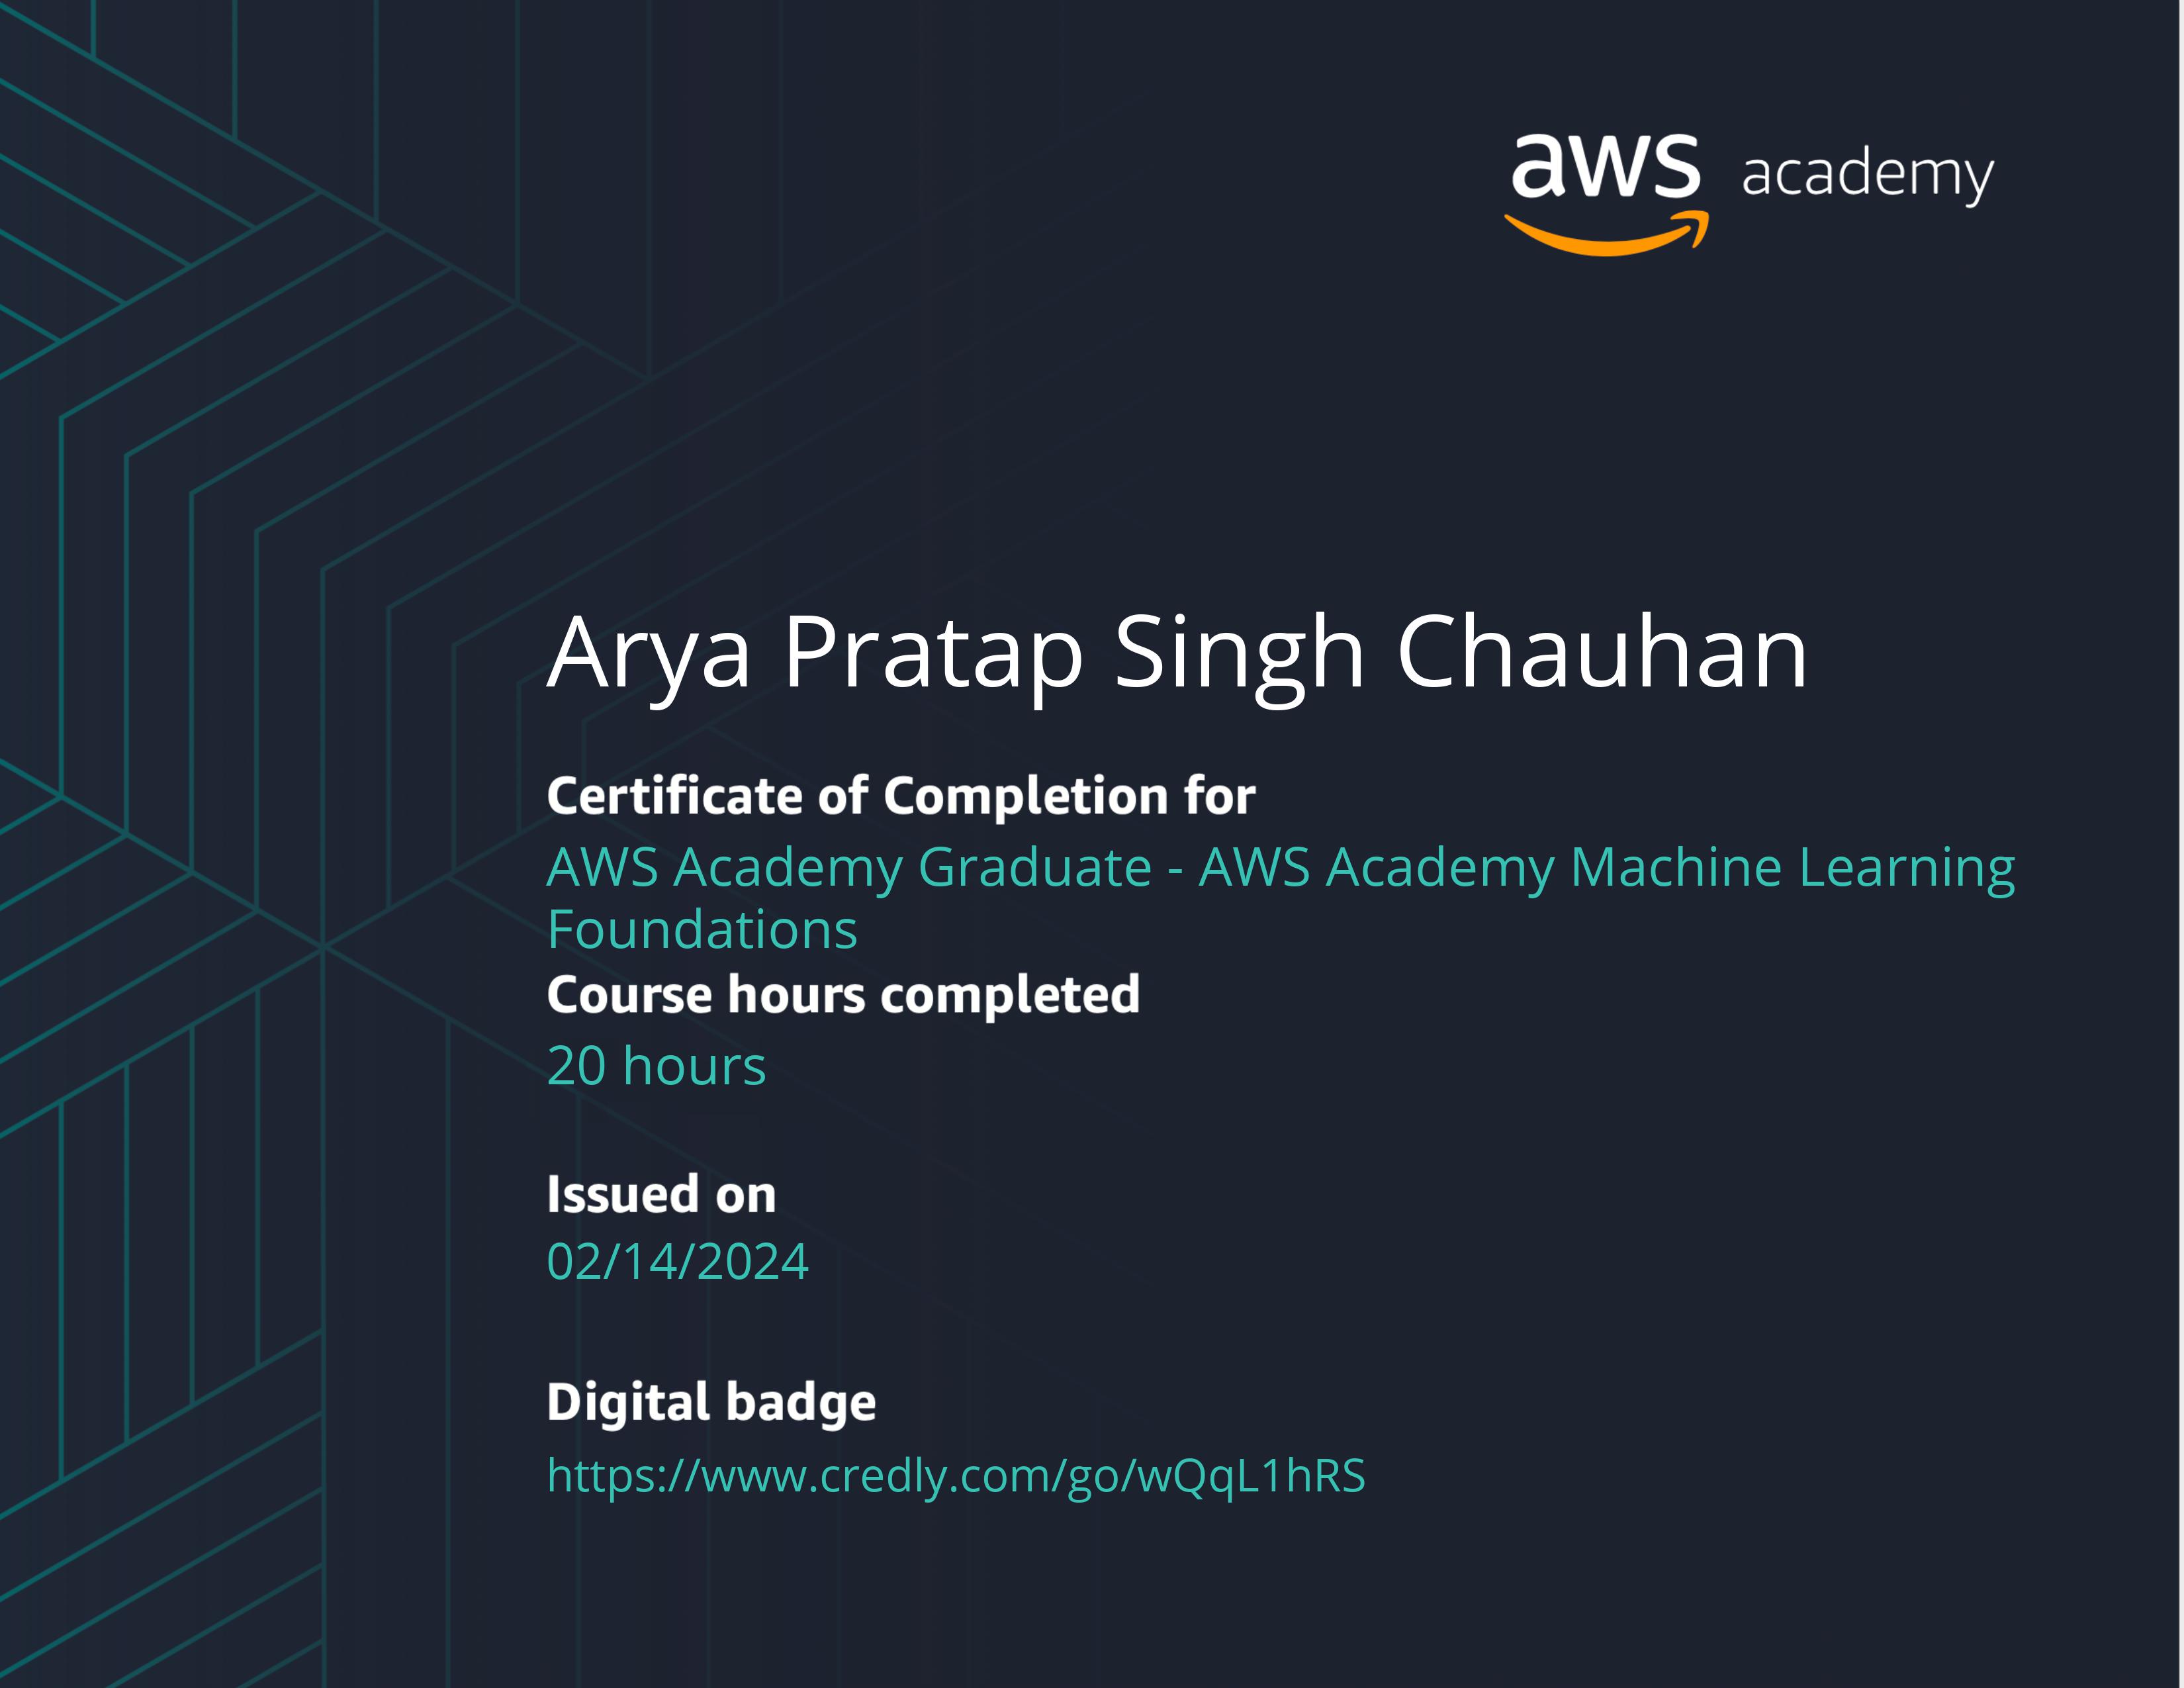 aws academy
Arya Pratap Singh Chauhan
Certificate of Completion for
AWS Academy Graduate - AWS Academy Machine Learning
Foundations
Course hours completed
20 hours
Issued on
02/14/2024
Digital badge
https://www.credly.com/go/wQqL1hRS